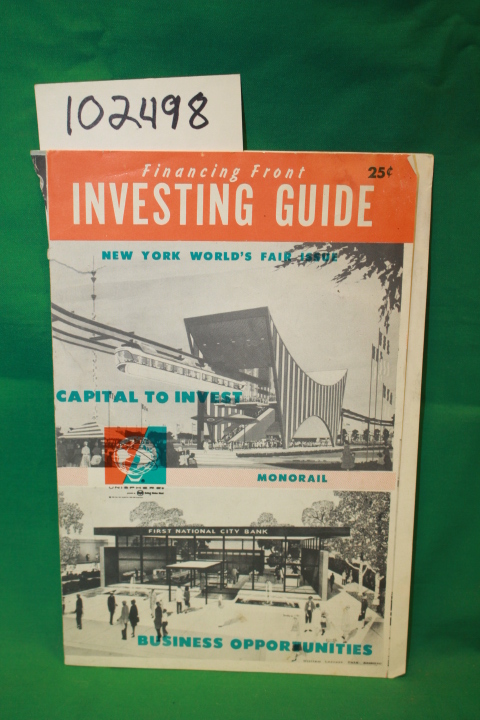 102498
Financing Front
25¢
INVESTING GUIDE
NEW YORK WORLD'S FAIR ISSUE
CAPITAL TO INVEST
UNISPHERE
MONORAIL
FIRST NATIONAL CITY BANK
BUSINESS OPPORTUNITIES